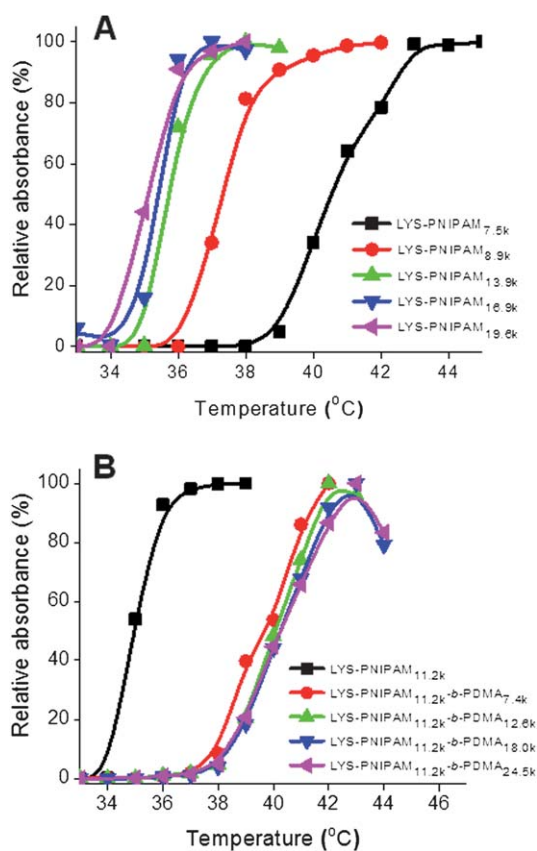 A
Relative absorbance (%)
100
80
60
40
20
0
LYS-PNIPAM7.5k
LYS-PNIPAM8.9k
LYS-PNIPAM13.9k
LYS-PNIPAM16.9k
LYS-PNIPAM19.6k
34 36 38 40 42 44
Temperature (°C)
B
Relative absorbance (%)
100
80
60
40
20
0
LYS-PNIPAM11.2k
LYS-PNIPAM11.2k-b-PDMA7.4k
LYS-PNIPAM11.2k-b-PDMA12.6k
LYS-PNIPAM11.2k-b-PDMA18.0k
LYS-PNIPAM11.2k-b-PDMA24.5k
34 36 38 40 42 44 46
Temperature (°C)